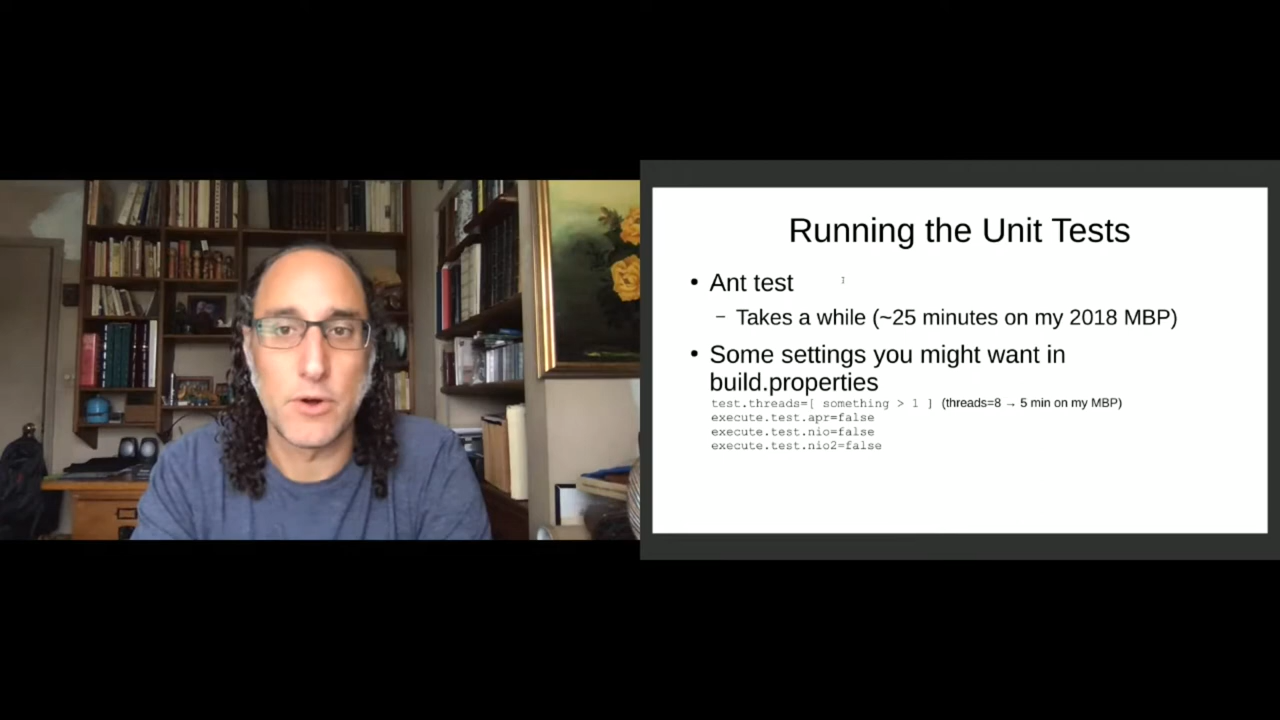 Running the Unit Tests
• Ant test
– Takes a while (~25 minutes on my 2018 MBP)
• Some settings you might want in
build.properties
test.threads=[ something > 1 ] (threads=8 → 5 min on my MBP)
execute.test.apr=false
execute.test.nio=false
execute.test.nio2=false